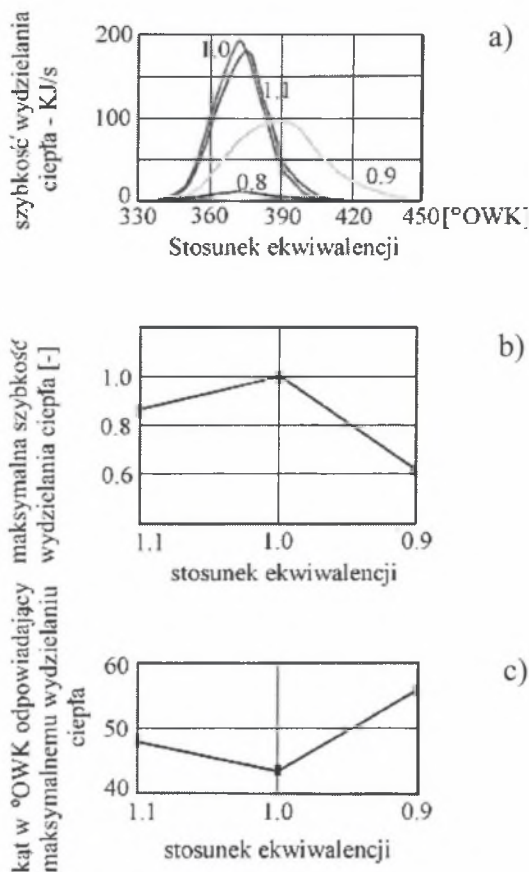 szybkość wydzielania
ciepła - KJ/s
200
100
0
1,0
1,1
0.9
0.8
a)
330 360 390 420 450[°OWK]
Stosunek ekwiwalencji
maksymalna szybkość
wydzielania ciepła [-]
1.0
0.8
0.6
b)
1.1 1.0 0.9
stosunek ekwiwalencji
kąt w °OWK odpowiadający
maksymalnemu wydzielaniu
ciepła
60
50
40
c)
1.1 1.0 0.9
stosunek ekwiwalencji